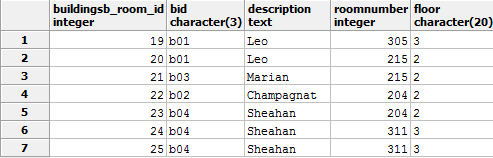 buildingsb_room_id bid description roomnumber floor
integer character(3) text integer character(20)
1 19 b01 Leo 305 3
2 20 b01 Leo 215 2
3 21 b03 Marian 215 2
4 22 b02 Champagnat 204 2
5 23 b04 Sheahan 204 2
6 24 b04 Sheahan 311 3
7 25 b04 Sheahan 311 3